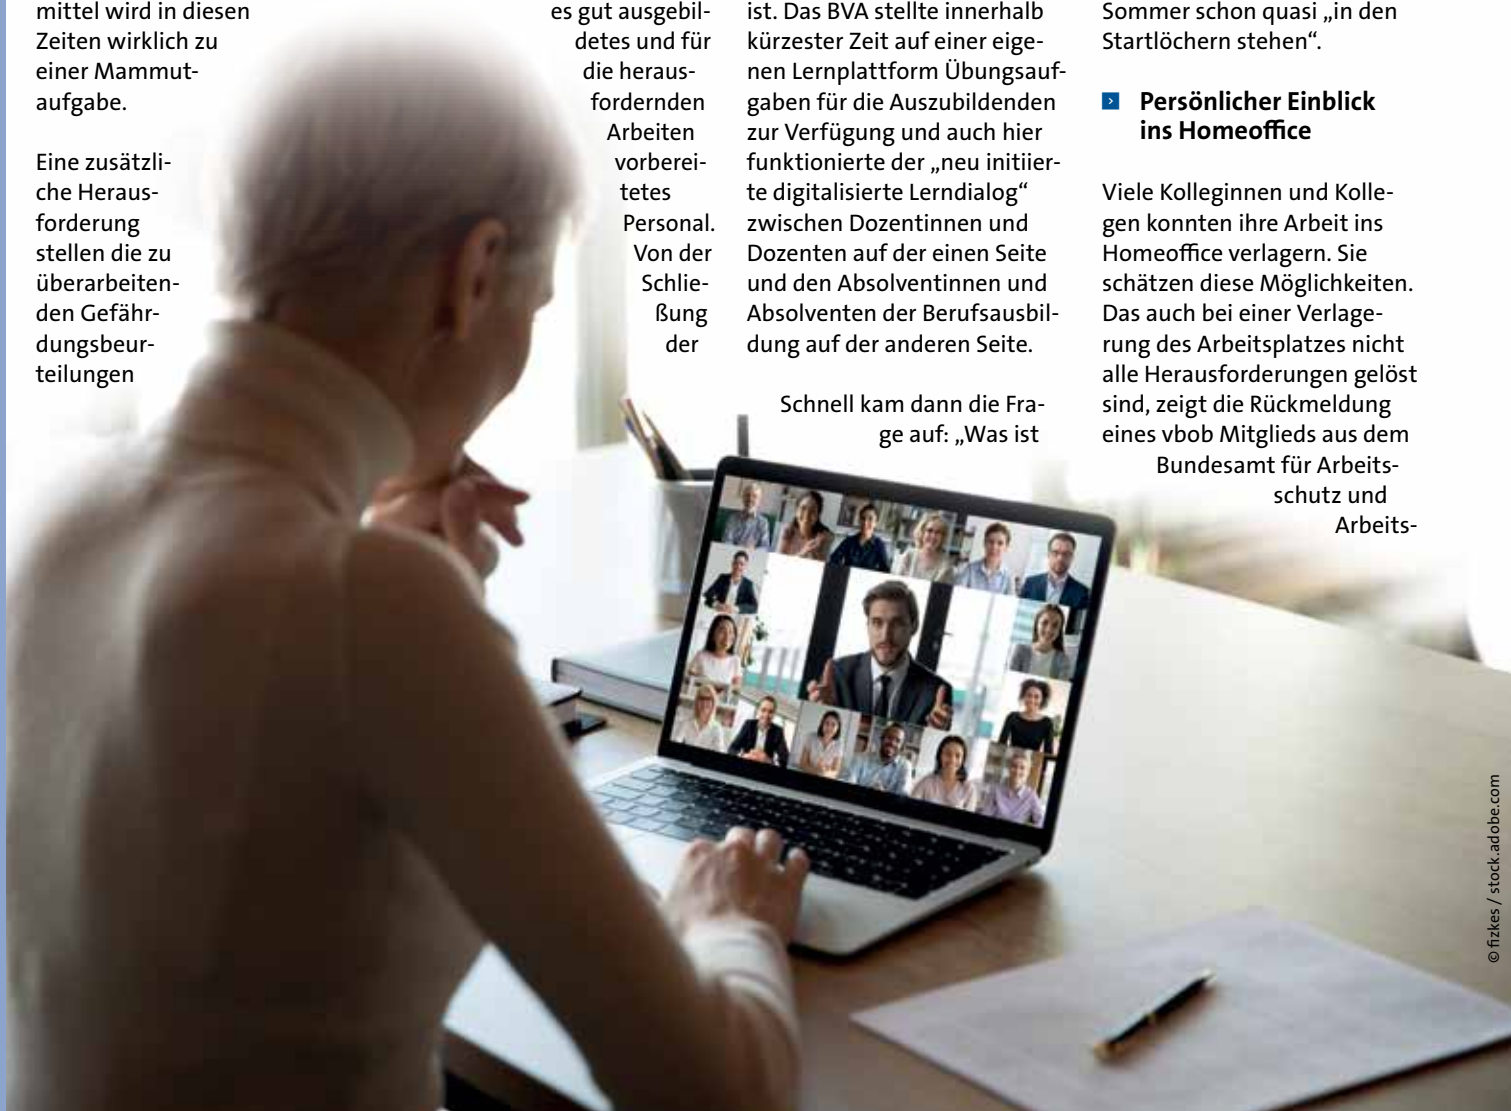 mittel wird in diesen
Zeiten wirklich zu
einer Mammut-
aufgabe.
Eine zusätzli-
che Heraus-
forderung
stellen die zu
überarbeiten-
den Gefähr-
dungsbeur-
teilungen
es gut ausgebil-
detes und für
die heraus-
fordernden
Arbeiten
vorberei-
tetes
Personal.
Von der
Schlie-
ßung
der
ist. Das BVA stellte innerhalb
kürzester Zeit auf einer eige-
nen Lernplattform Übungsauf-
gaben für die Auszubildenden
zur Verfügung und auch hier
funktionierte der „neu initiier-
te digitalisierte Lerndialog“
zwischen Dozentinnen und
Dozenten auf der einen Seite
und den Absolventinnen und
Absolventen der Berufsausbil-
dung auf der anderen Seite.
Schnell kam dann die Fra-
ge auf: „Was ist
Sommer schon quasi „in den
Startlöchern stehen“.
Persönlicher Einblick
ins Homeoffice
Viele Kolleginnen und Kolle-
gen konnten ihre Arbeit ins
Homeoffice verlagern. Sie
schätzen diese Möglichkeiten.
Das auch bei einer Verlage-
rung des Arbeitsplatzes nicht
alle Herausforderungen gelöst
sind, zeigt die Rückmeldung
eines vbob Mitglieds aus dem
Bundesamt für Arbeits-
schutz und
Arbeits-
© fizkes / stock.adobe.com